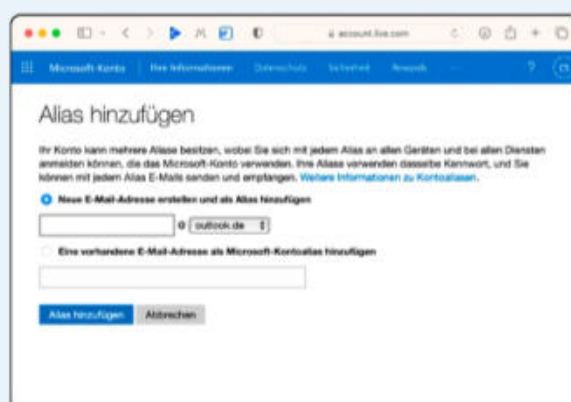 account.live.com
Microsoft-Konto Ihre Informationen Datenschutz Sicherheit Rewards ?
Alias hinzufügen
Ihr Konto kann mehrere Aliase besitzen, wobei Sie sich mit jedem Alias an allen Geräten und bei allen Diensten
anmelden können, die das Microsoft-Konto verwenden. Ihre Aliase verwenden dasselbe Kennwort, und Sie
können mit jedem Alias E-Mails senden und empfangen. Weitere Informationen zu Kontoaliasen.
Neue E-Mail-Adresse erstellen und als Alias hinzufügen
@ outlook.de
Eine vorhandene E-Mail-Adresse als Microsoft-Kontoalias hinzufügen
Alias hinzufügen Abbrechen